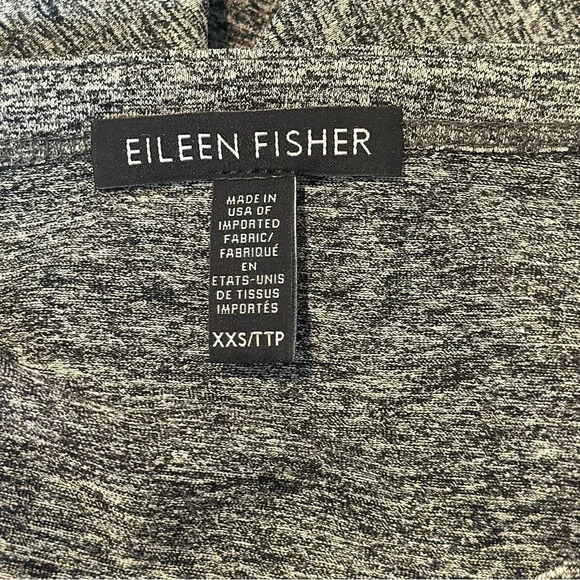 EILEEN FISHER
MADE IN
USA OF
IMPORTED
FABRIC/
FABRIQUÉ
EN
ETATS-UNIS
DE TISSUS
IMPORTÉS
XXS/TTP